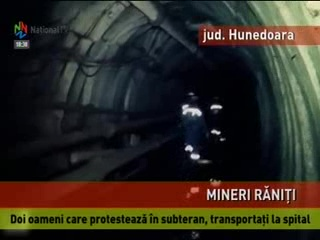 National TV
18:38
jud. Hunedoara
MINERI RĂNIȚI
Doi oameni care protestează în subteran, transportați la spital